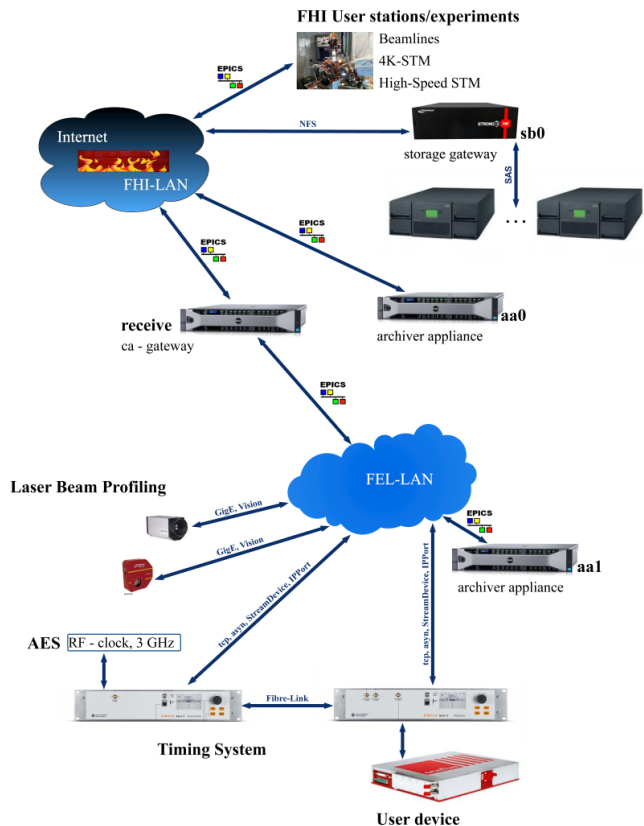 FHI User stations/experiments
Beamlines
4K-STM
High-Speed STM
EPICS
Internet
FHI-LAN
NFS
STRONGBOX
sb0
storage gateway
SAS
...
EPICS
EPICS
receive
ca - gateway
aa0
archiver appliance
EPICS
FEL-LAN
Laser Beam Profiling
GigE, Vision
GigE, Vision
EPICS
aa1
archiver appliance
tcp, asyn, StreamDevice, IPPort
tcp, asyn, StreamDevice, IPPort
AES RF - clock, 3 GHz
Fibre-Link
Timing System
User device